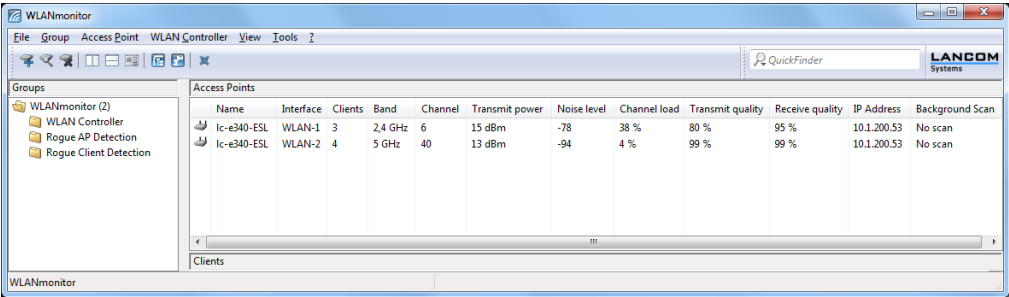 WLANmonitor
File Group Access Point WLAN Controller View Tools ?
QuickFinder
LANCOM
Systems
Groups
WLANmonitor (2)
WLAN Controller
Rogue AP Detection
Rogue Client Detection
Access Points
Name Interface Clients Band Channel Transmit power Noise level Channel load Transmit quality Receive quality IP Address Background Scan
lc-e340-ESL WLAN-1 3 2,4 GHz 6 15 dBm -78 38 % 80 % 95 % 10.1.200.53 No scan
lc-e340-ESL WLAN-2 4 5 GHz 40 13 dBm -94 4 % 99 % 99 % 10.1.200.53 No scan
Clients
WLANmonitor